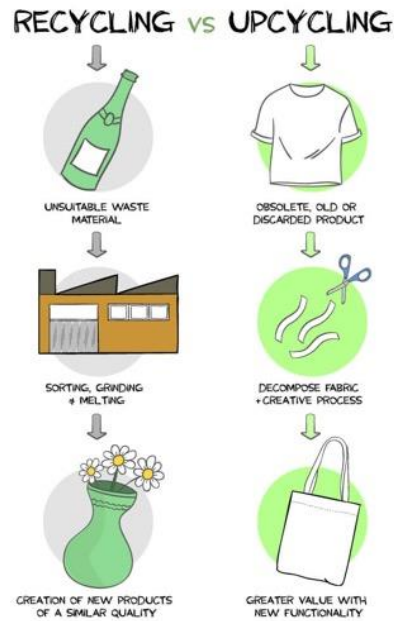 RECYCLING VS UPCYCLING
UNSUITABLE WASTE
MATERIAL
OBSOLETE, OLD OR
DISCARDED PRODUCT
SORTING, GRINDING
& MELTING
DECOMPOSE FABRIC
+ CREATIVE PROCESS
CREATION OF NEW PRODUCTS
OF A SIMILAR QUALITY
GREATER VALUE WITH
NEW FUNCTIONALITY